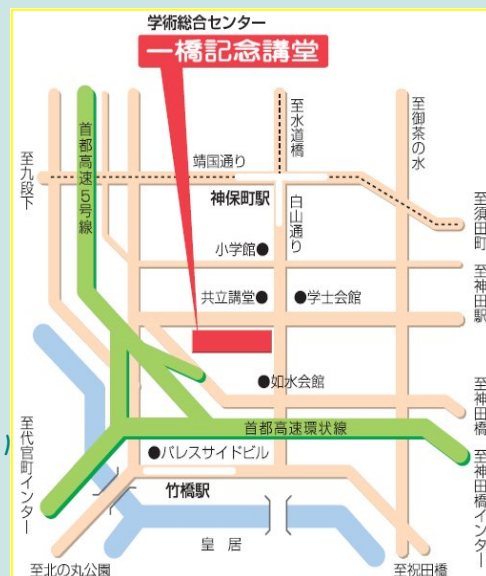 学術総合センター
一橋記念講堂
首都高速5号線
至水道橋
至御茶の水
至九段下
靖国通り
神保町駅
白山通り
至須田町
小学館●
至神田駅
共立講堂●
●学士会館
●如水会館
至神田橋
首都高速環状線
至代官町インター
●パレスサイドビル
至神田橋インター
竹橋駅
皇居
至北の丸公園
至祝田橋